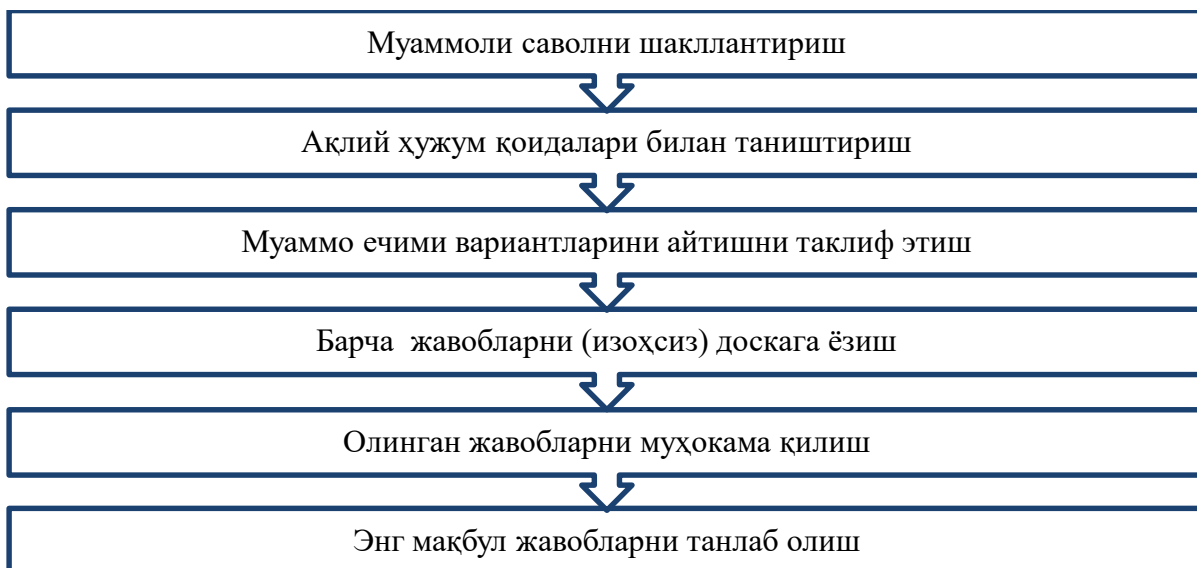 Муаммоли саволни шакллантириш
Ақлий ҳужум қоидалари билан таништириш
Муаммо ечими вариантларини айтишни таклиф этиш
Барча жавобларни (изоҳсиз) доскага ёзиш
Олинган жавобларни муҳокама қилиш
Энг мақбул жавобларни танлаб олиш